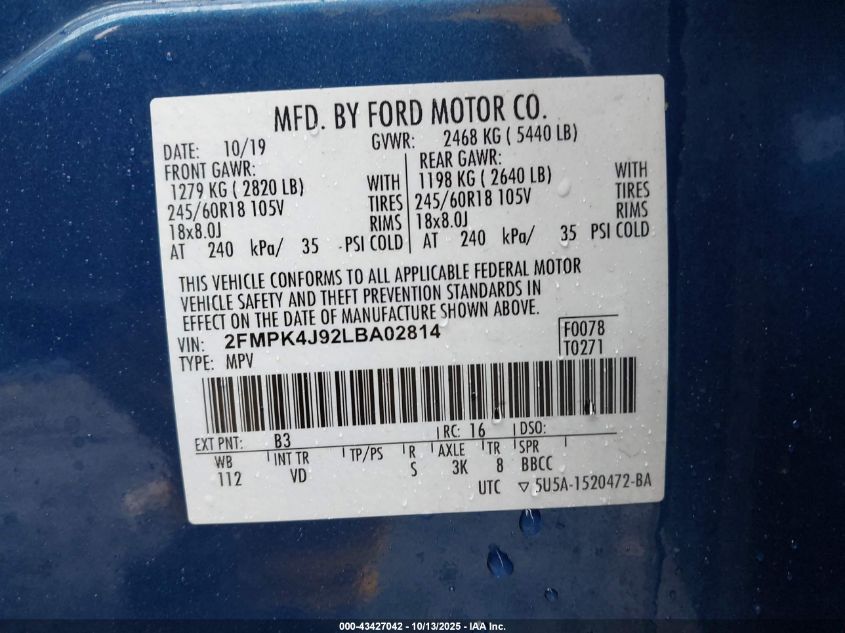 MFD. BY FORD MOTOR CO.
DATE: 10/19 GVWR: 2468 KG ( 5440 LB)
FRONT GAWR: REAR GAWR:
1279 KG ( 2820 LB) WITH 1198 KG ( 2640 LB) WITH
245/60R18 105V TIRES 245/60R18 105V TIRES
18x8.0J RIMS 18x8.0J RIMS
AT 240 kPa/ 35 PSI COLD AT 240 kPa/ 35 PSI COLD
THIS VEHICLE CONFORMS TO ALL APPLICABLE FEDERAL MOTOR
VEHICLE SAFETY AND THEFT PREVENTION STANDARDS IN
EFFECT ON THE DATE OF MANUFACTURE SHOWN ABOVE.
VIN: 2FMPK4J92LBA02814 F0078
TYPE: MPV T0271
EXT PNT: B3 RC: 16 DSO:
WB INT TR TP/PS R AXLE TR SPR
112 VD S 3K 8 BBCC
UTC ▽ 5U5A-1520472-BA
000-43427042 / 10/13/2025 - IAA Inc.